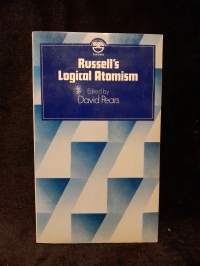 Russell's
Logical Atomism
Edited by
David Pears